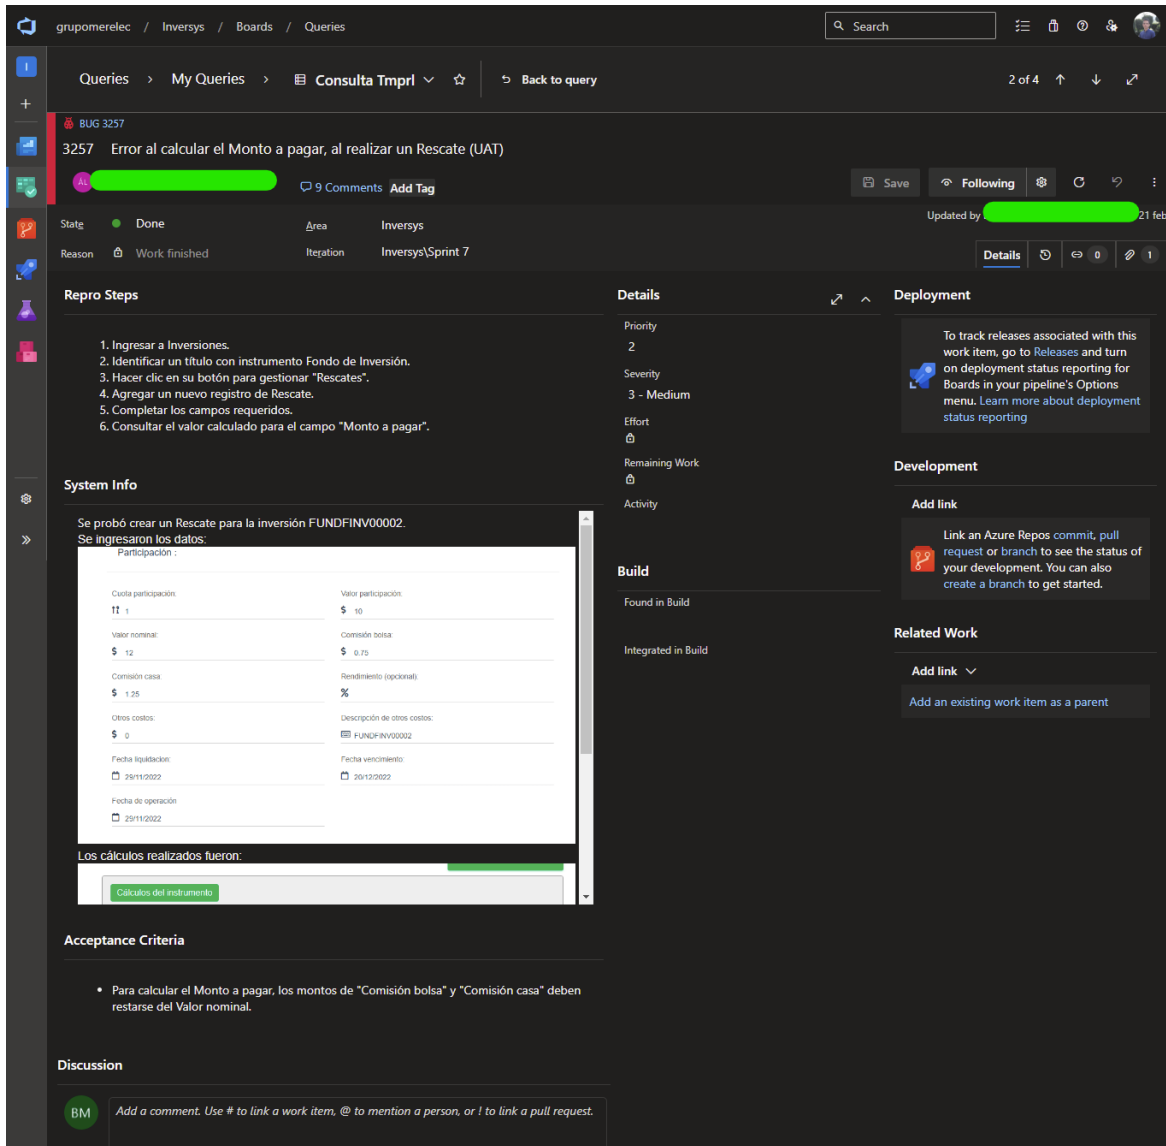 grupomerelec / Inversys / Boards / Queries
Search
I
Queries > My Queries > Consulta Tmprl
Back to query
2 of 4
BUG 3257
3257 Error al calcular el Monto a pagar, al realizar un Rescate (UAT)
AL
9 Comments Add Tag
Save
Following
State Done
Area Inversys
Updated by
21 feb
Reason Work finished
Iteration Inversys\Sprint 7
Details
0
1
Repro Steps
1. Ingresar a Inversiones.
2. Identificar un título con instrumento Fondo de Inversión.
3. Hacer clic en su botón para gestionar "Rescates".
4. Agregar un nuevo registro de Rescate.
5. Completar los campos requeridos.
6. Consultar el valor calculado para el campo "Monto a pagar".
System Info
Se probó crear un Rescate para la inversión FUNDFINV00002.
Se ingresaron los datos:
Participación :
Cuota participación: Valor participación:
1 $ 10
Valor nominal: Comisión bolsa:
$ 12 $ 0.75
Comisión casa: Rendimiento (opcional):
$ 1.25 %
Otros costos: Descripción de otros costos:
$ 0 FUNDFINV00002
Fecha liquidacion: Fecha vencimiento:
29/11/2022 20/12/2022
Fecha de operación
29/11/2022
Los cálculos realizados fueron:
Cálculos del instrumento
Acceptance Criteria
• Para calcular el Monto a pagar, los montos de "Comisión bolsa" y "Comisión casa" deben
restarse del Valor nominal.
Discussion
BM
Add a comment. Use # to link a work item, @ to mention a person, or ! to link a pull request.
Details
Priority
2
Severity
3 - Medium
Effort
Remaining Work
Activity
Build
Found in Build
Integrated in Build
Deployment
To track releases associated with this
work item, go to Releases and turn
on deployment status reporting for
Boards in your pipeline's Options
menu. Learn more about deployment
status reporting
Development
Add link
Link an Azure Repos commit, pull
request or branch to see the status of
your development. You can also
create a branch to get started.
Related Work
Add link
Add an existing work item as a parent